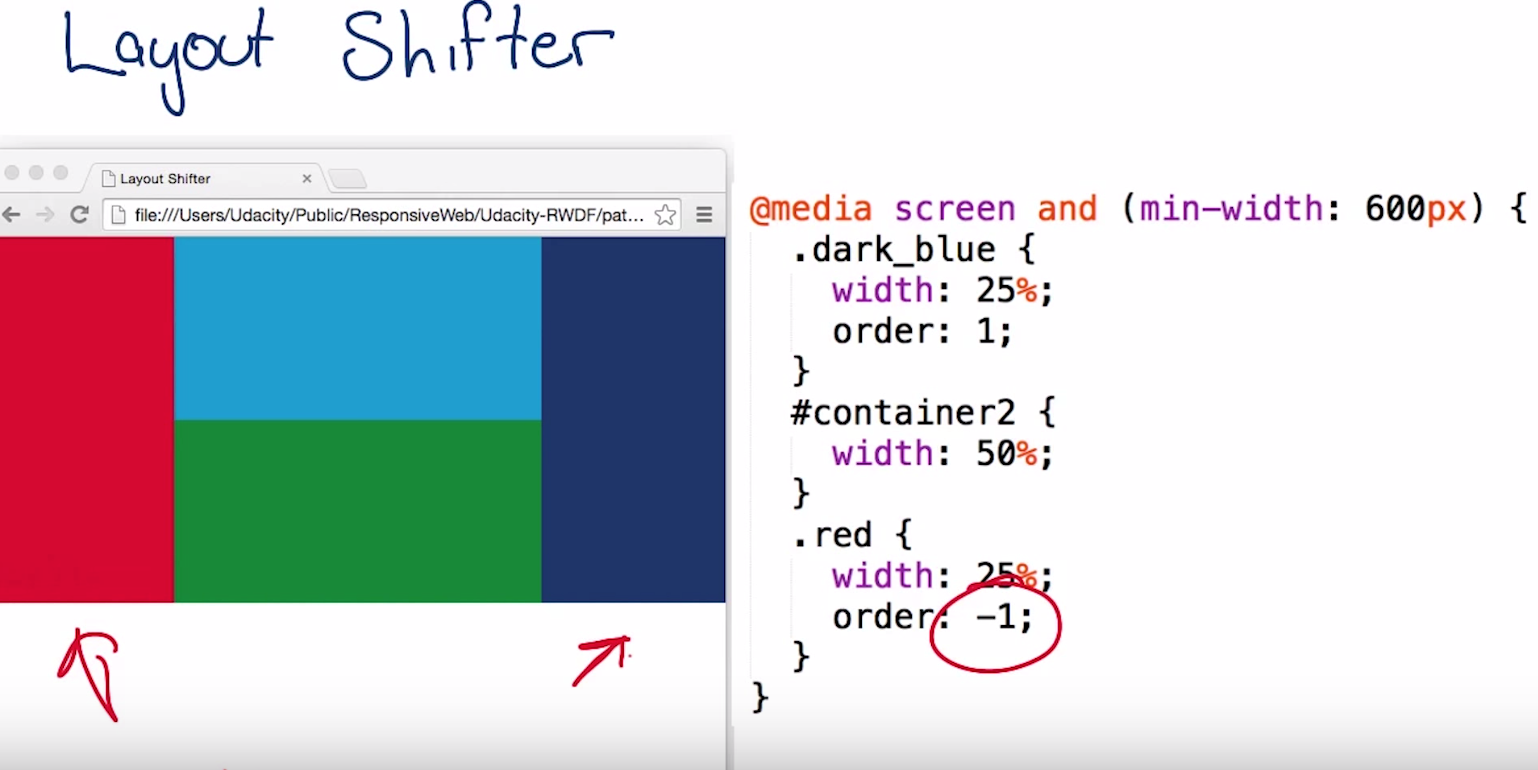 Layout Shifter
Layout Shifter
file:///Users/Udacity/Public/ResponsiveWeb/Udacity-RWDF/pat...
@media screen and (min-width: 600px) {
.dark_blue {
width: 25%;
order: 1;
}
#container2 {
width: 50%;
}
.red {
width: 25%;
order: -1;
}
}